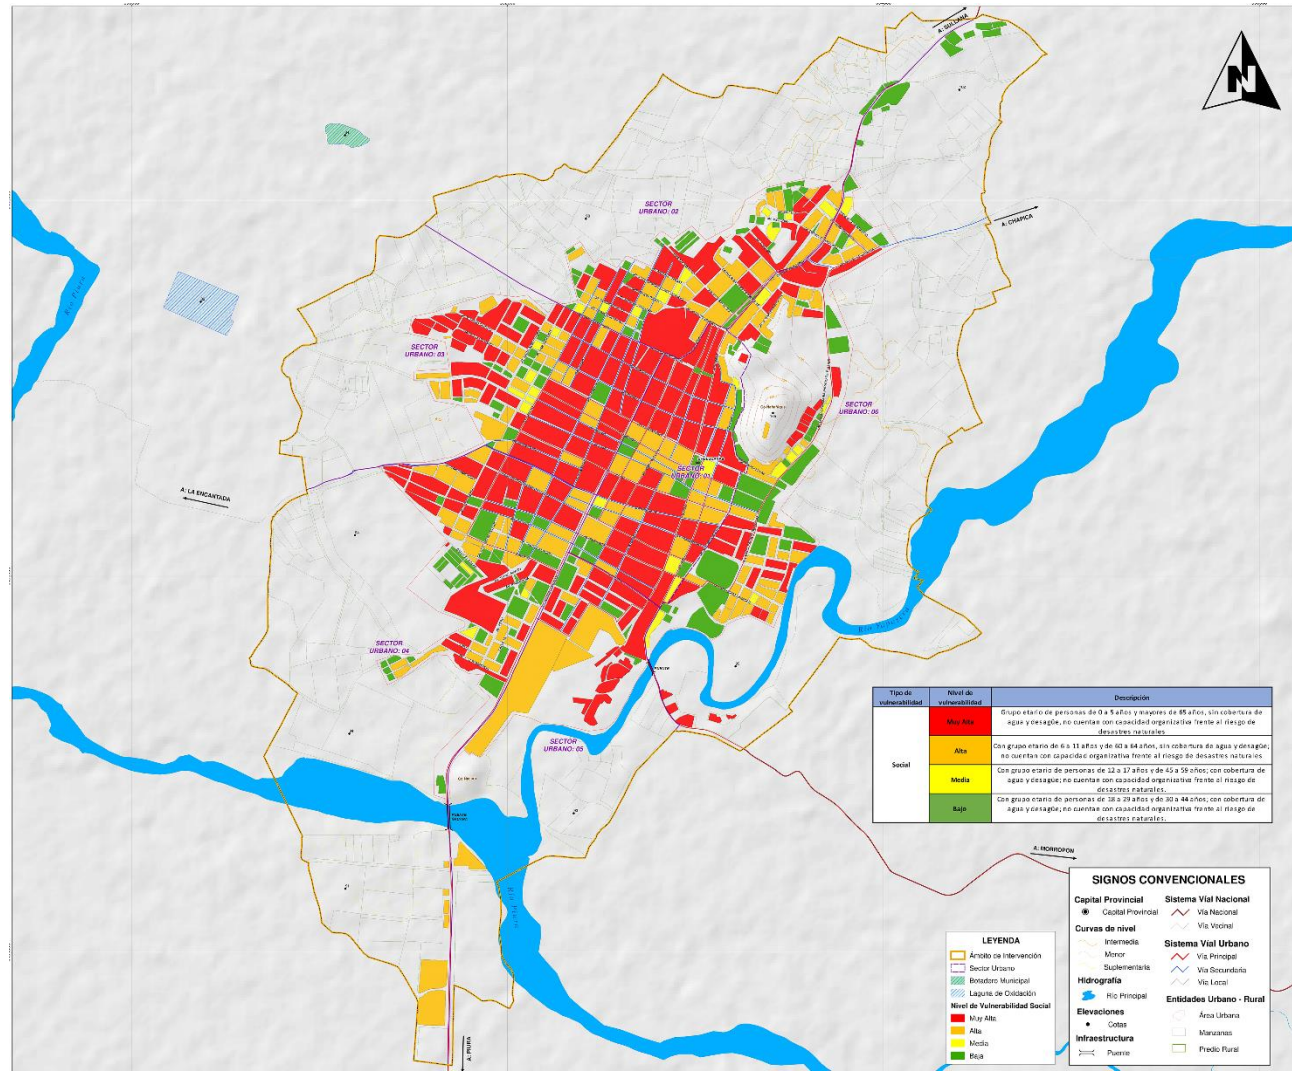 A: SULLANA
N
SECTOR
URBANO: 02
A: CHAPICA
SECTOR
URBANO: 03
SECTOR
URBANO: 06
SECTOR
URBANO: 01
A: LA ENCANTADA
SECTOR
URBANO: 04
SECTOR
URBANO: 05
Río Piura
A: MORROPON
A: PIURA
Tipo de vulnerabilidad
Nivel de vulnerabilidad
Descripción
Social
Muy Alta
Grupo etario de personas de 0 a 5 años y mayores de 65 años, sin cobertura de
agua y desagüe, no cuentan con capacidad organizativa frente al riesgo de
desastres naturales
Alta
Con grupo etario de 6 a 11 años y de 60 a 64 años, sin cobertura de agua y desagüe;
no cuentan con capacidad organizativa frente al riesgo de desastres naturales
Media
Con grupo etario de personas de 12 a 17 años y de 45 a 59 años; con cobertura de
agua y desagüe; no cuentan con capacidad organizativa frente al riesgo de
desastres naturales.
Bajo
Con grupo etario de personas de 18 a 29 años y de 30 a 44 años; con cobertura de
agua y desagüe; no cuentan con capacidad organizativa frente al riesgo de
desastres naturales.
LEYENDA
Ámbito de Intervención
Sector Urbano
Botadero Municipal
Laguna de Oxidación
Nivel de Vulnerabilidad Social
Muy Alta
Alta
Media
Baja
SIGNOS CONVENCIONALES
Capital Provincial
Capital Provincial
Curvas de nivel
Intermedia
Menor
Suplementaria
Hidrografía
Río Principal
Elevaciones
Cotas
Infraestructura
Puente
Sistema Víal Nacional
Vía Nacional
Vía Vecinal
Sistema Víal Urbano
Vía Principal
Vía Secundaria
Vía Local
Entidades Urbano - Rural
Área Urbana
Manzanas
Predio Rural